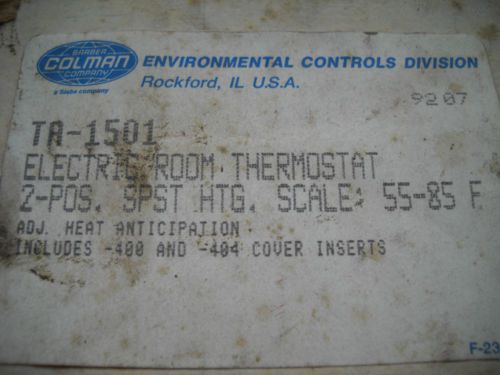 BARBER
COLMAN
COMPANY
a Siebe company
ENVIRONMENTAL CONTROLS DIVISION
Rockford, IL U.S.A.
9207
TA-1501
ELECTRIC ROOM THERMOSTAT
2-POS. SPST HTG. SCALE: 55-85 F
ADJ. HEAT ANTICIPATION
INCLUDES -400 AND -404 COVER INSERTS
F-23